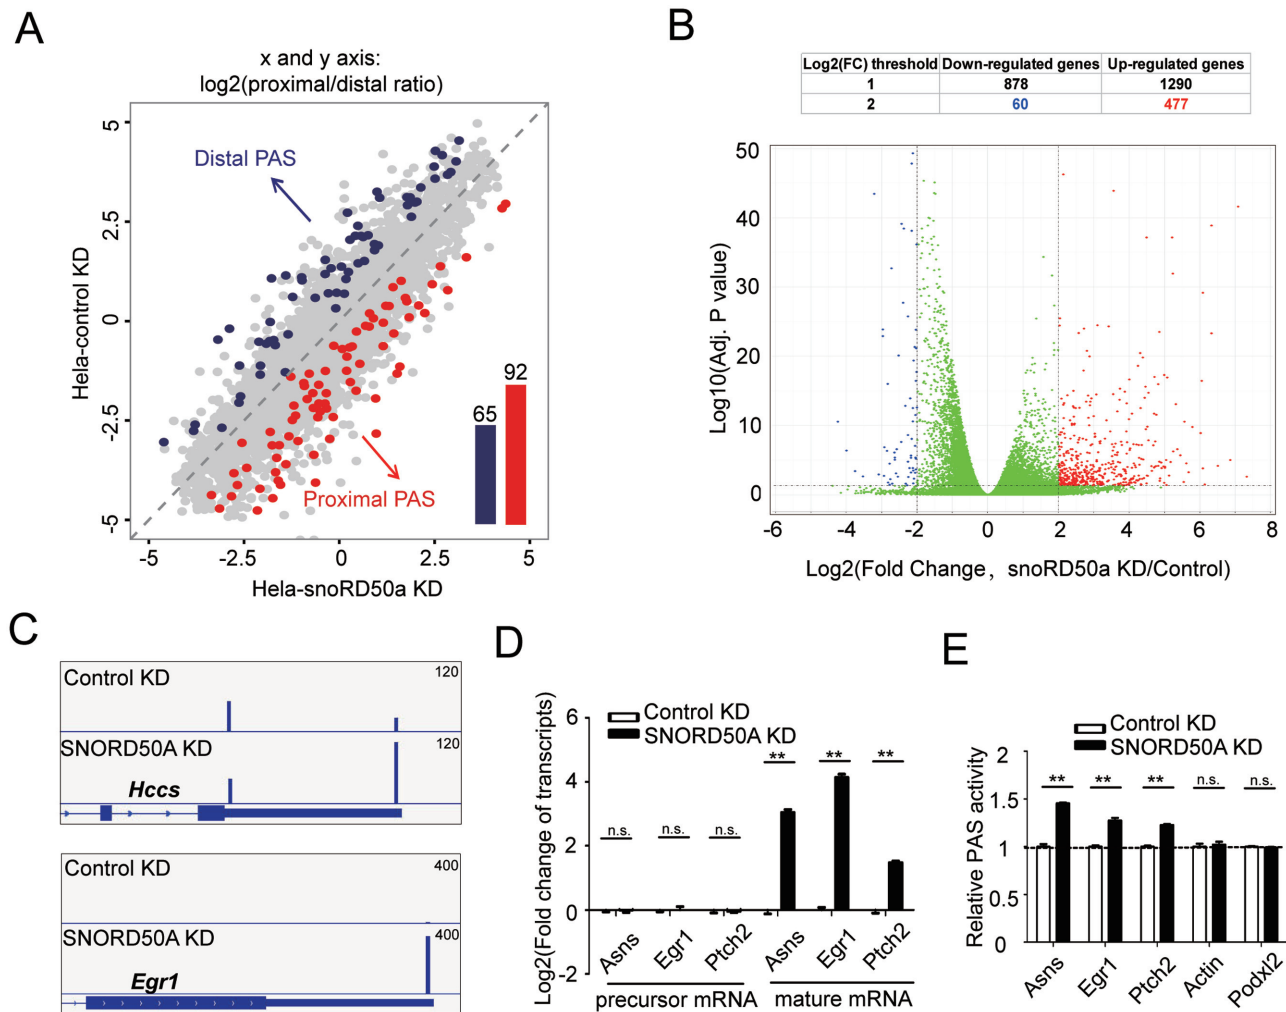 A
x and y axis:
log2(proximal/distal ratio)
5
2.5
0
-2.5
-5
Hela-control KD
Distal PAS
Proximal PAS
65
92
-5
-2.5
0
2.5
5
Hela-snoRD50a KD
B
Log2(FC) threshold Down-regulated genes Up-regulated genes
1 878 1290
2 60 477
50
40
30
20
10
0
Log10(Adj. P value)
-6 -4 -2 0 2 4 6 8
Log2(Fold Change, snoRD50a KD/Control)
C
Control KD 120
SNORD50A KD 120
Hccs
Control KD 400
SNORD50A KD 400
Egr1
D
Log2(Fold change of transcripts)
6
4
2
0
-2
Control KD
SNORD50A KD
n.s. n.s. n.s. ** ** **
Asns Egr1 Ptch2 Asns Egr1 Ptch2
precursor mRNA mature mRNA
E
Control KD
SNORD50A KD
Relative PAS activity
2
1.5
1
0.5
0
** ** ** n.s. n.s.
Asns Egr1 Ptch2 Actin Podxl2